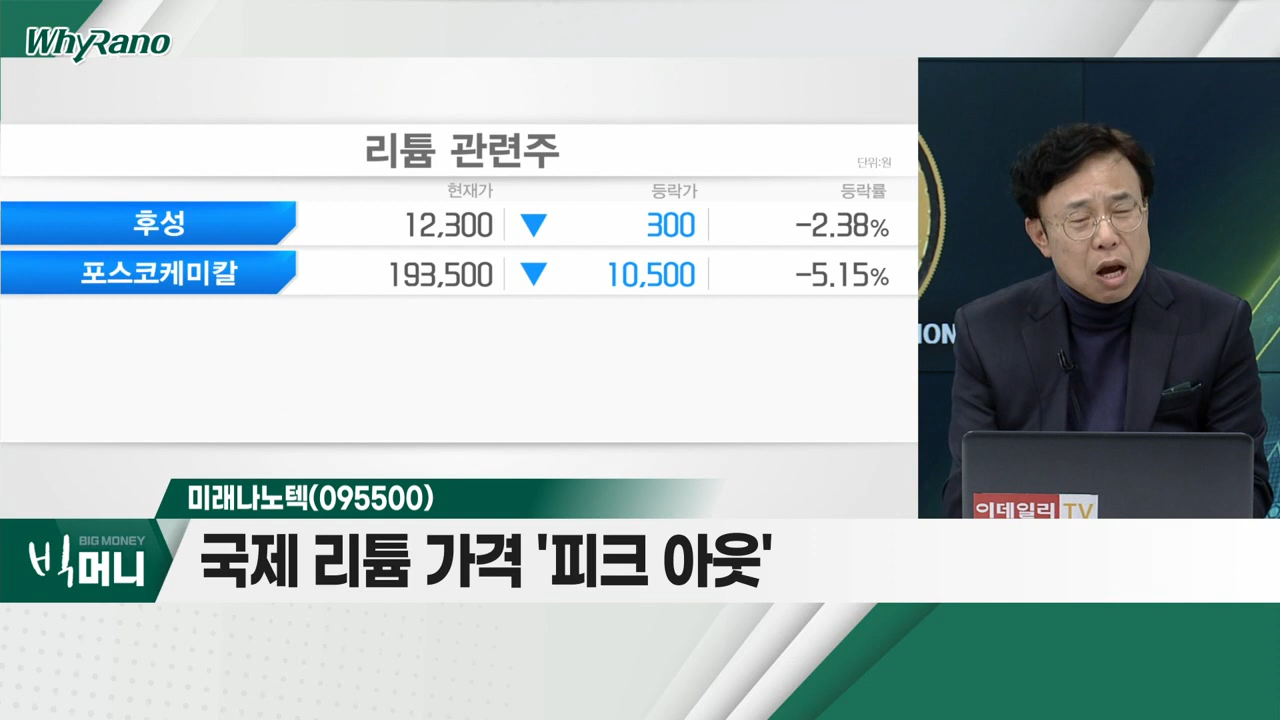 WhyRano
리튬 관련주
단위:원
현재가 등락가 등락률
후성 12,300 ▼ 300 -2.38%
포스코케미칼 193,500 ▼ 10,500 -5.15%
ION
이데일리TV
미래나노텍(095500)
BIG MONEY
빅머니
국제 리튬 가격 '피크 아웃'